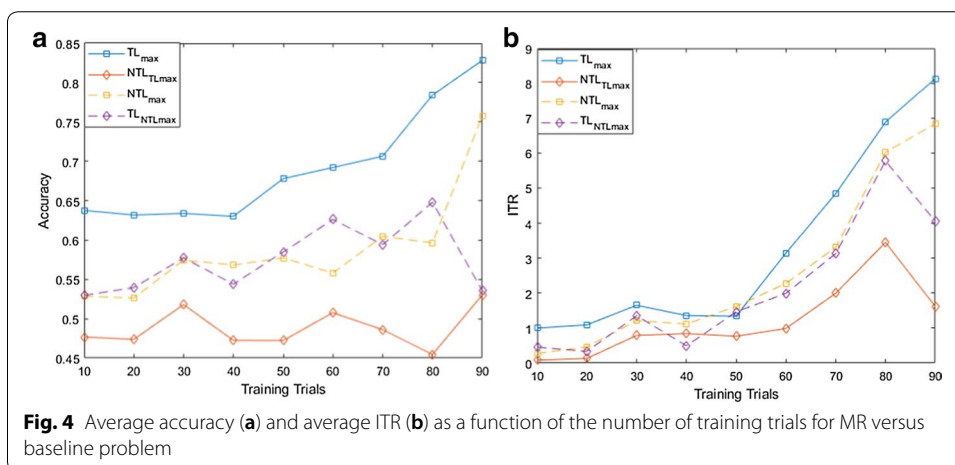 a
0.85
0.8
0.75
0.7
0.65
0.6
0.55
0.5
0.45
Accuracy
TLmax
NTLTLmax
NTLmax
TLNTLmax
10 20 30 40 50 60 70 80 90
Training Trials
b
9
8
7
6
5
4
3
2
1
0
ITR
TLmax
NTLTLmax
NTLmax
TLNTLmax
10 20 30 40 50 60 70 80 90
Training Trials
Fig. 4 Average accuracy (a) and average ITR (b) as a function of the number of training trials for MR versus
baseline problem